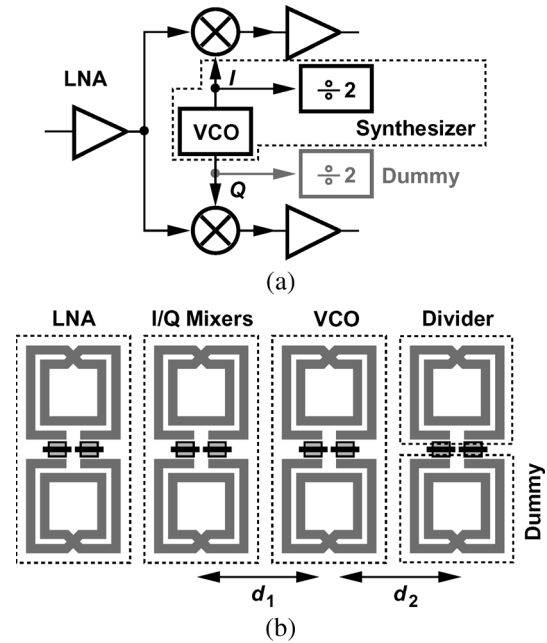 LNA
I
÷ 2
VCO
Synthesizer
÷ 2 Dummy
Q
(a)
LNA I/Q Mixers VCO Divider
Dummy
d1 d2
(b)